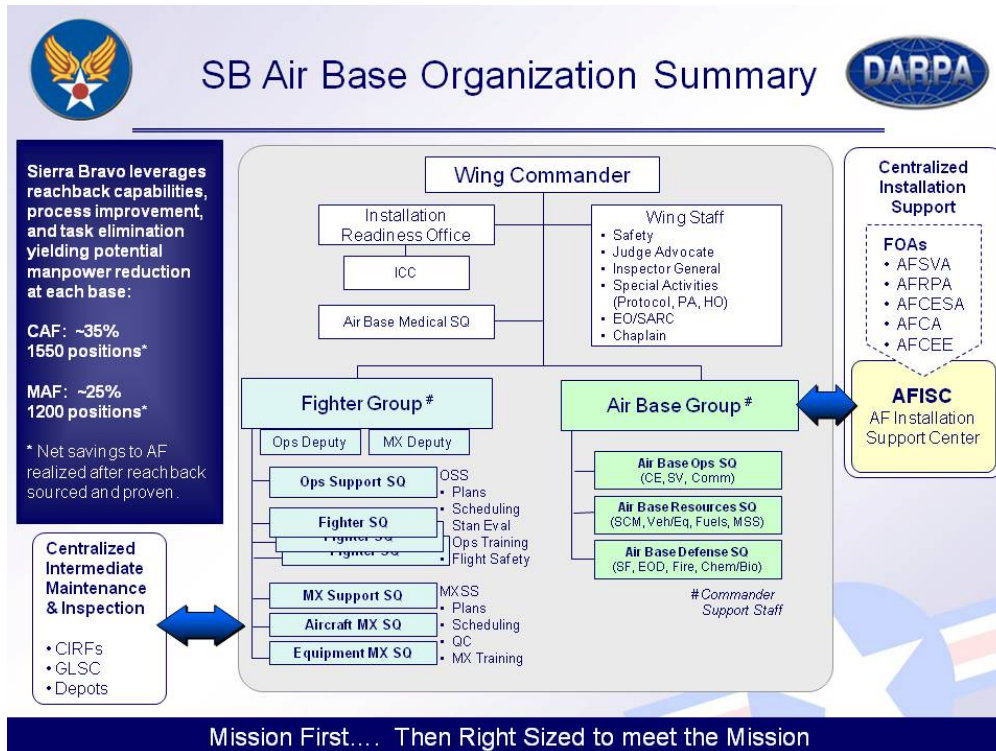 SB Air Base Organization Summary
DARPA
Sierra Bravo leverages
reachback capabilities,
process improvement,
and task elimination
yielding potential
manpower reduction
at each base:
CAF: ~35%
1550 positions*
MAF: ~25%
1200 positions*
* Net savings to AF
realized after reachback
sourced and proven.
Centralized
Intermediate
Maintenance
& Inspection
• CIRFs
• GLSC
• Depots
Wing Commander
Installation
Readiness Office
ICC
Air Base Medical SQ
Wing Staff
▪ Safety
▪ Judge Advocate
▪ Inspector General
▪ Special Activities
(Protocol, PA, HO)
▪ EO/SARC
▪ Chaplain
Fighter Group #
Ops Deputy
MX Deputy
Ops Support SQ
Fighter SQ
Fighter SQ
Fighter SQ
OSS
▪ Plans
▪ Scheduling
▪ Stan Eval
▪ Ops Training
▪ Flight Safety
MX Support SQ
Aircraft MX SQ
Equipment MX SQ
MXSS
▪ Plans
▪ Scheduling
▪ QC
▪ MX Training
Air Base Group #
Air Base Ops SQ
(CE, SV, Comm)
Air Base Resources SQ
(SCM, Veh/Eq, Fuels, MSS)
Air Base Defense SQ
(SF, EOD, Fire, Chem/Bio)
# Commander
Support Staff
Centralized
Installation
Support
FOAs
• AFSVA
• AFRPA
• AFCESA
• AFCA
• AFCEE
AFISC
AF Installation
Support Center
Mission First.... Then Right Sized to meet the Mission